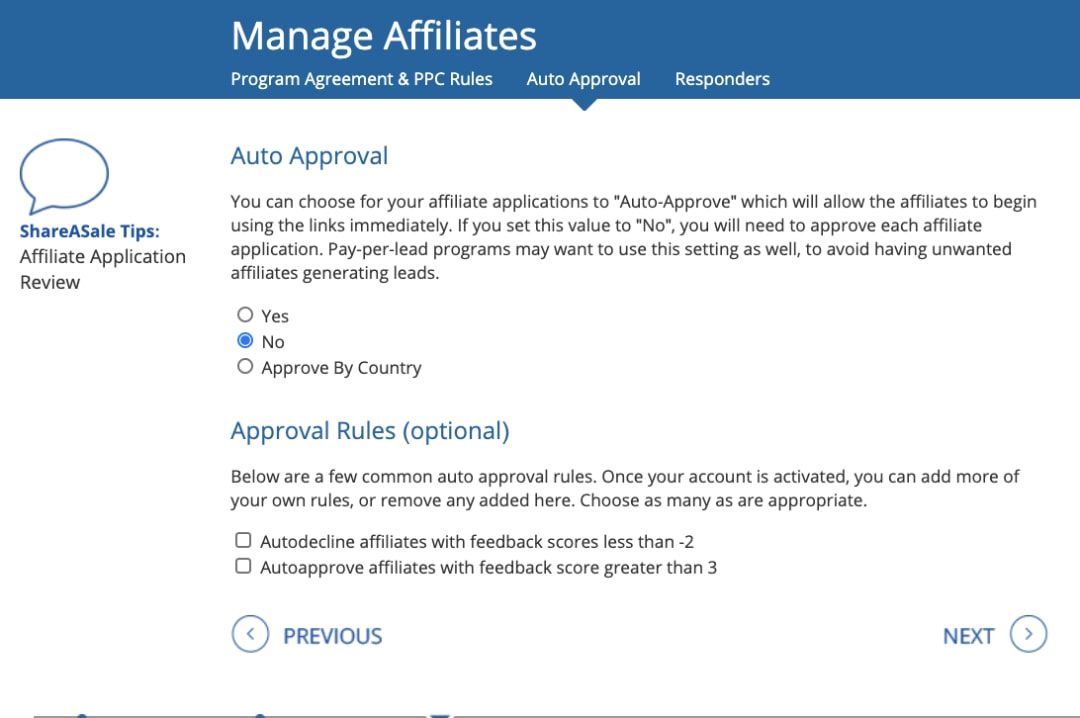 Manage Affiliates
Program Agreement & PPC Rules Auto Approval Responders
ShareASale Tips:
Affiliate Application
Review
Auto Approval
You can choose for your affiliate applications to "Auto-Approve" which will allow the affiliates to begin
using the links immediately. If you set this value to "No", you will need to approve each affiliate
application. Pay-per-lead programs may want to use this setting as well, to avoid having unwanted
affiliates generating leads.
Yes
No
Approve By Country
Approval Rules (optional)
Below are a few common auto approval rules. Once your account is activated, you can add more of
your own rules, or remove any added here. Choose as many as are appropriate.
Autodecline affiliates with feedback scores less than -2
Autoapprove affiliates with feedback score greater than 3
PREVIOUS NEXT